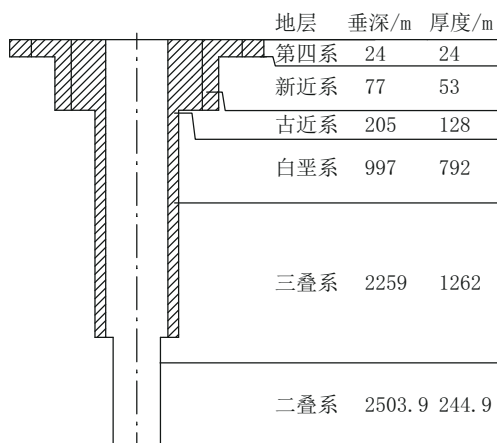 地层 垂深/m 厚度/m
第四系 24 24
新近系 77 53
古近系 205 128
白垩系 997 792
三叠系 2259 1262
二叠系 2503.9 244.9